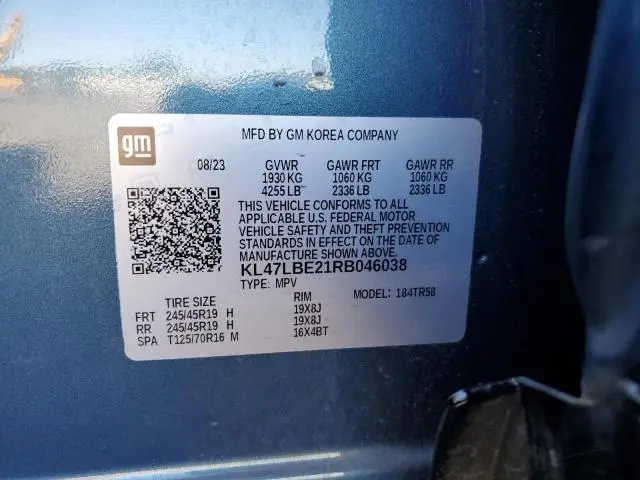 gm
MFD BY GM KOREA COMPANY
08/23 GVWR GAWR FRT GAWR RR
1930 KG 1060 KG 1060 KG
4255 LB 2336 LB 2336 LB
THIS VEHICLE CONFORMS TO ALL
APPLICABLE U.S. FEDERAL MOTOR
VEHICLE SAFETY AND THEFT PREVENTION
STANDARDS IN EFFECT ON THE DATE OF
MANUFACTURE SHOWN ABOVE.
KL47LBE21RB046038
TYPE: MPV MODEL: 184TR58
TIRE SIZE RIM
FRT 245/45R19 H 19X8J
RR 245/45R19 H 19X8J
SPA T125/70R16 M 16X4BT